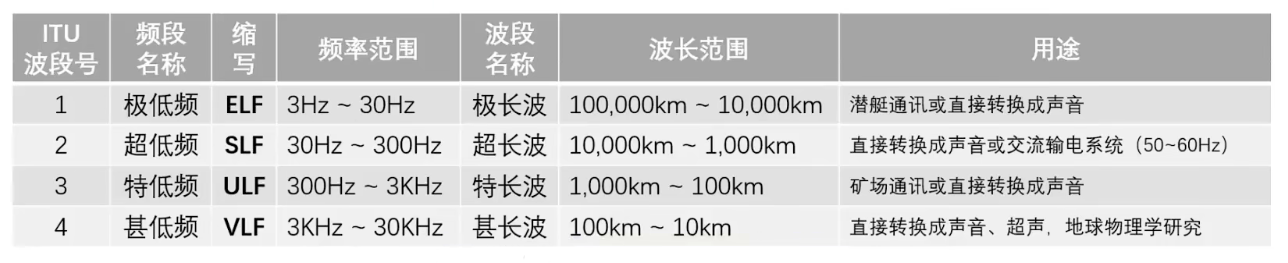 ITU 波段号 频段名称 缩写 频率范围 波段名称 波长范围 用途
1 极低频 ELF 3Hz ~ 30Hz 极长波 100,000km ~ 10,000km 潜艇通讯或直接转换成声音
2 超低频 SLF 30Hz ~ 300Hz 超长波 10,000km ~ 1,000km 直接转换成声音或交流输电系统（50~60Hz）
3 特低频 ULF 300Hz ~ 3KHz 特长波 1,000km ~ 100km 矿场通讯或直接转换成声音
4 甚低频 VLF 3KHz ~ 30KHz 甚长波 100km ~ 10km 直接转换成声音、超声，地球物理学研究